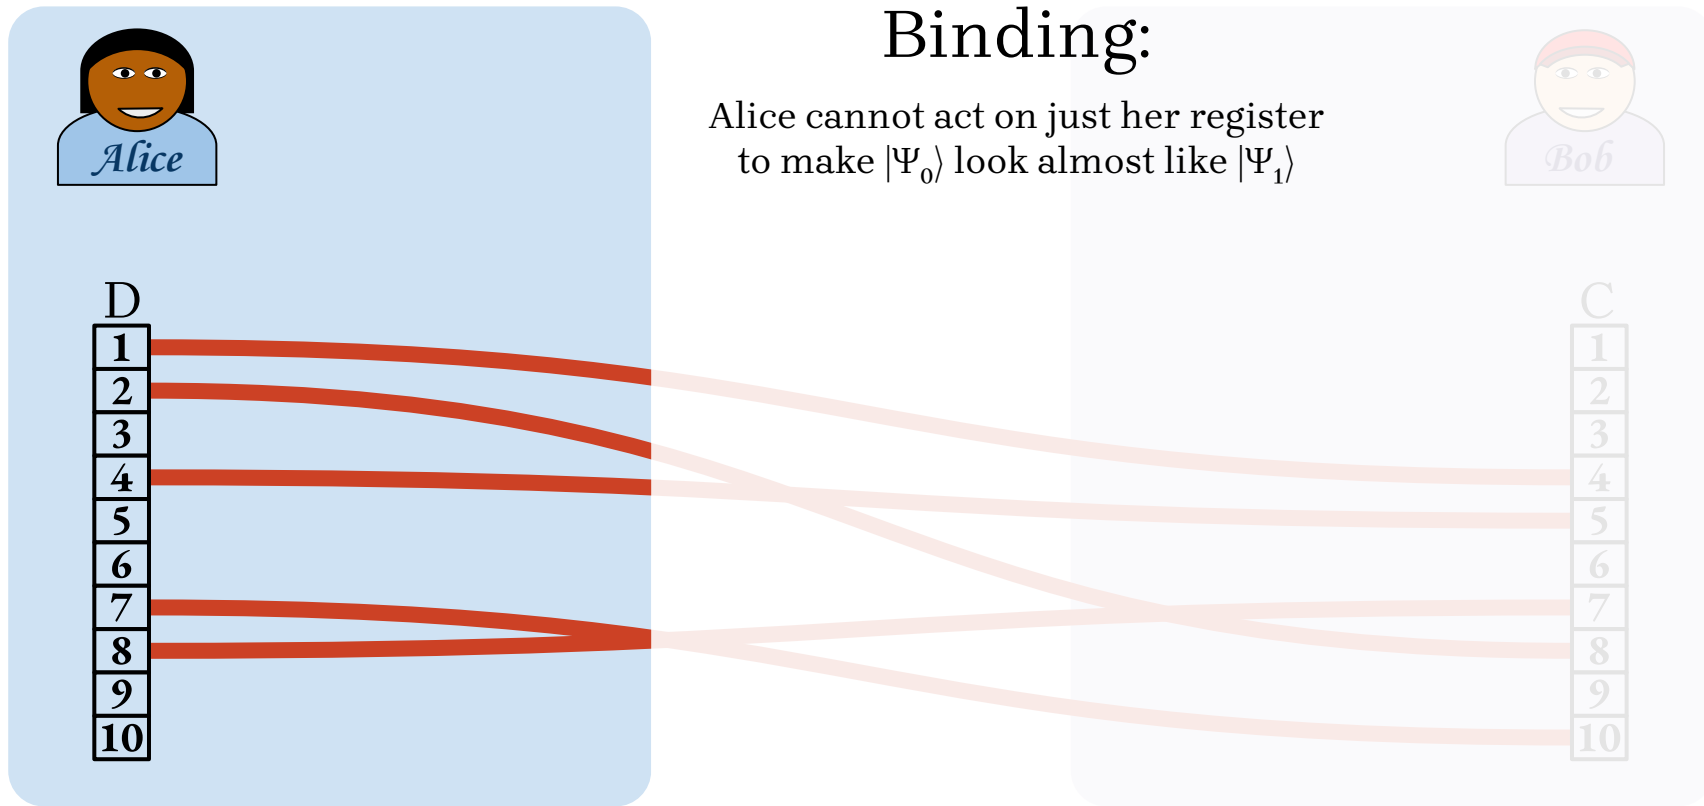 Binding:
Alice cannot act on just her register
to make |Ψ₀⟩ look almost like |Ψ₁⟩
Alice
Bob
D
1
2
3
4
5
6
7
8
9
10
C
1
2
3
4
5
6
7
8
9
10